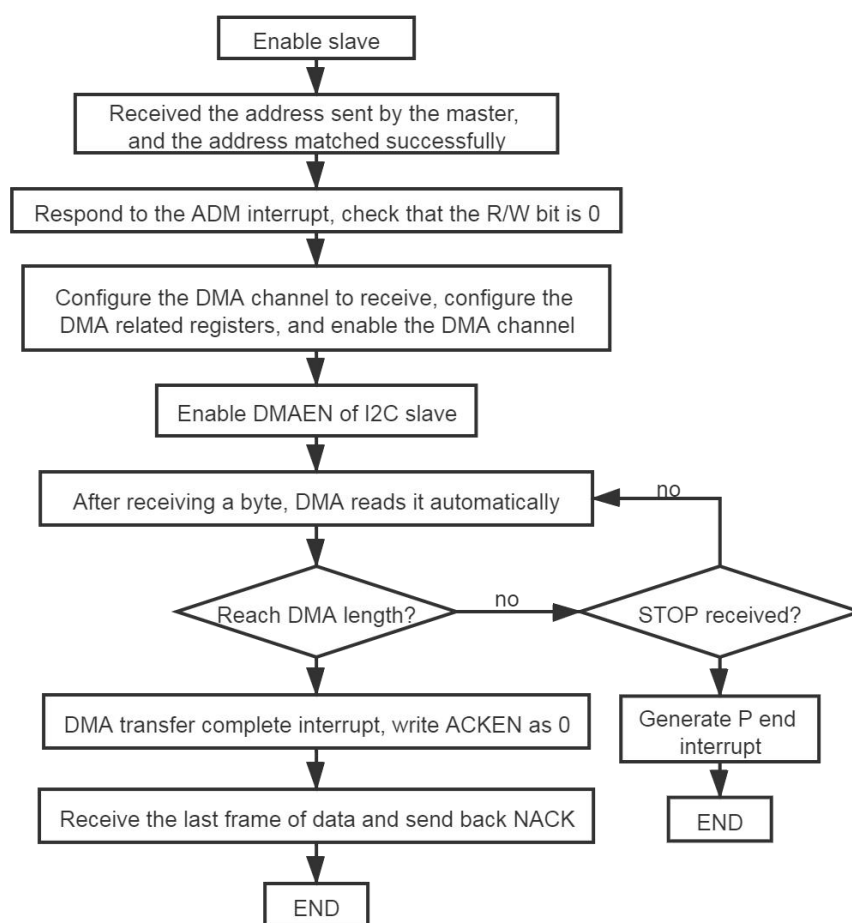 Enable slave
Received the address sent by the master,
and the address matched successfully
Respond to the ADM interrupt, check that the R/W bit is 0
Configure the DMA channel to receive, configure the
DMA related registers, and enable the DMA channel
Enable DMAEN of I2C slave
After receiving a byte, DMA reads it automatically
no
Reach DMA length?
no
STOP received?
DMA transfer complete interrupt, write ACKEN as 0
Generate P end
interrupt
Receive the last frame of data and send back NACK
END
END